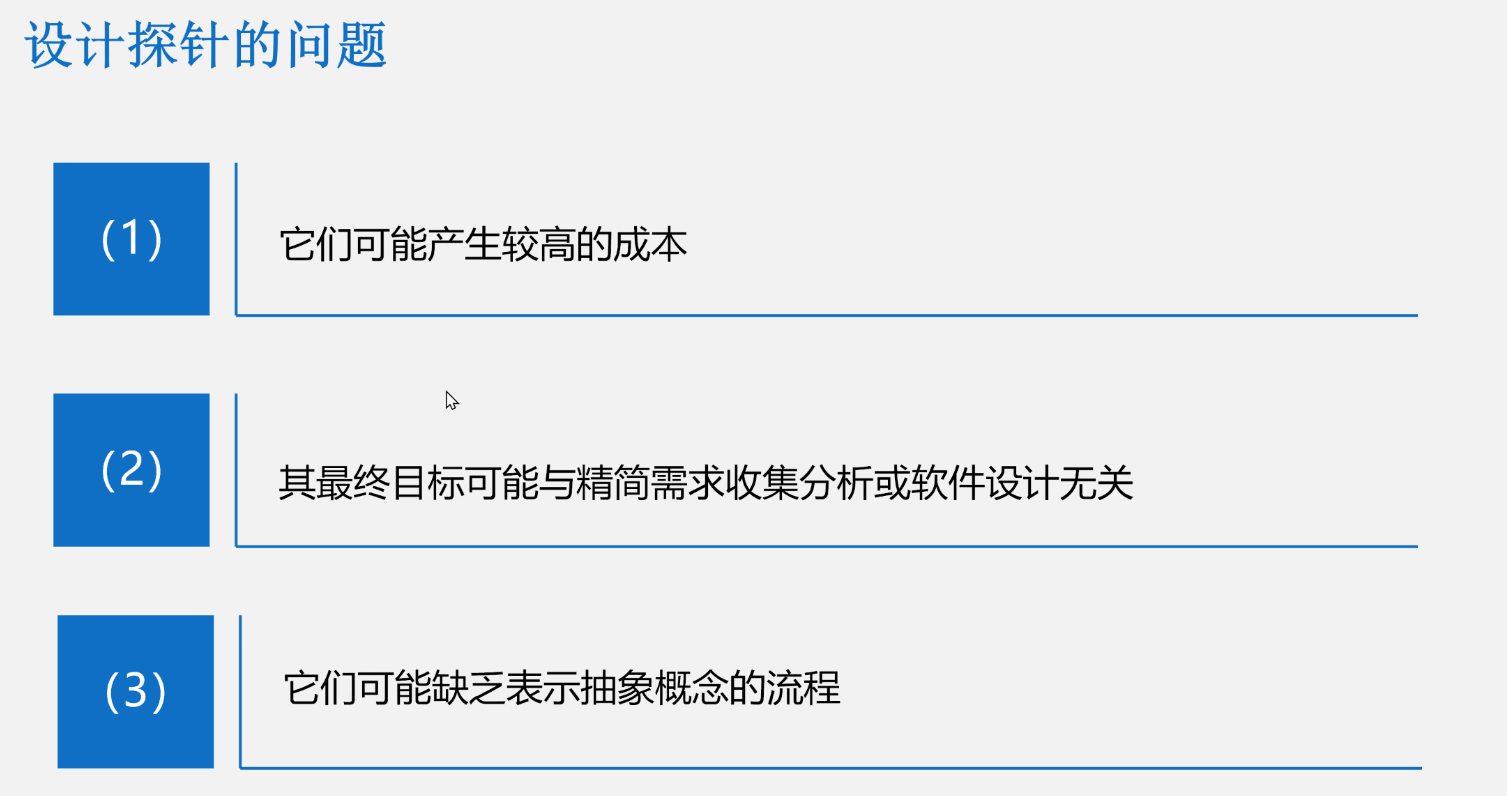 设计探针的问题
（1）
它们可能产生较高的成本
（2）
其最终目标可能与精简需求收集分析或软件设计无关
（3）
它们可能缺乏表示抽象概念的流程